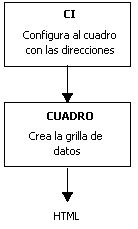 CI
Configura al cuadro
con las direcciones
CUADRO
Crea la grilla de
datos
HTML